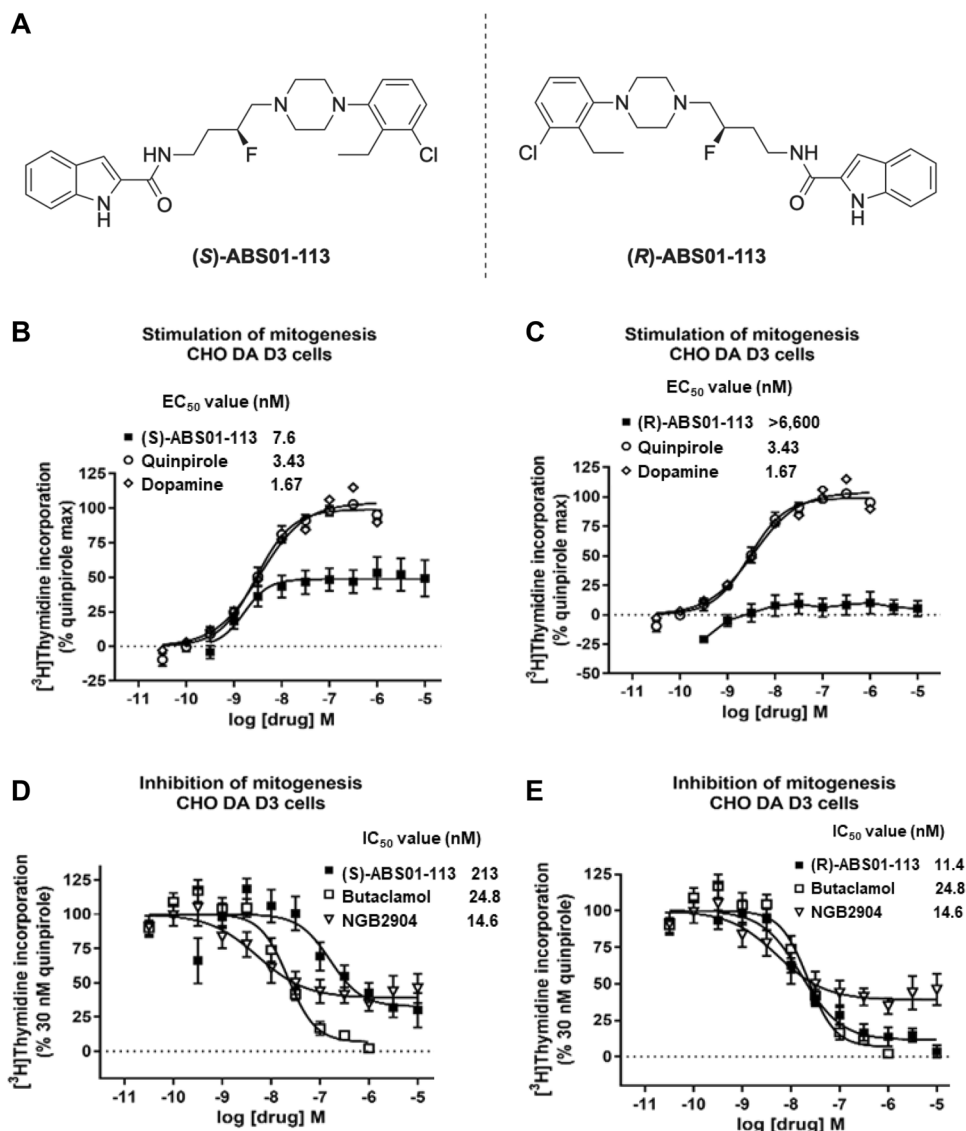 A
N
N
HN
F
O
N
H
Cl
(S)-ABS01-113
N
N
Cl
F
HN
O
N
H
(R)-ABS01-113
B
Stimulation of mitogenesis
CHO DA D3 cells
EC50 value (nM)
(S)-ABS01-113 7.6
Quinpirole 3.43
Dopamine 1.67
[³H]Thymidine incorporation
(% quinpirole max)
125
100
75
50
25
0
-25
-11 -10 -9 -8 -7 -6 -5
log [drug] M
C
Stimulation of mitogenesis
CHO DA D3 cells
EC50 value (nM)
(R)-ABS01-113 >6,600
Quinpirole 3.43
Dopamine 1.67
[³H]Thymidine incorporation
(% quinpirole max)
125
100
75
50
25
0
-25
-50
-11 -10 -9 -8 -7 -6 -5
log [drug] M
D
Inhibition of mitogenesis
CHO DA D3 cells
IC50 value (nM)
(S)-ABS01-113 213
Butaclamol 24.8
NGB2904 14.6
[³H]Thymidine incorporation
(% 30 nM quinpirole)
125
100
75
50
25
0
-11 -10 -9 -8 -7 -6 -5
log [drug] M
E
Inhibition of mitogenesis
CHO DA D3 cells
IC50 value (nM)
(R)-ABS01-113 11.4
Butaclamol 24.8
NGB2904 14.6
[³H]Thymidine incorporation
(% 30 nM quinpirole)
125
100
75
50
25
0
-11 -10 -9 -8 -7 -6 -5
log [drug] M